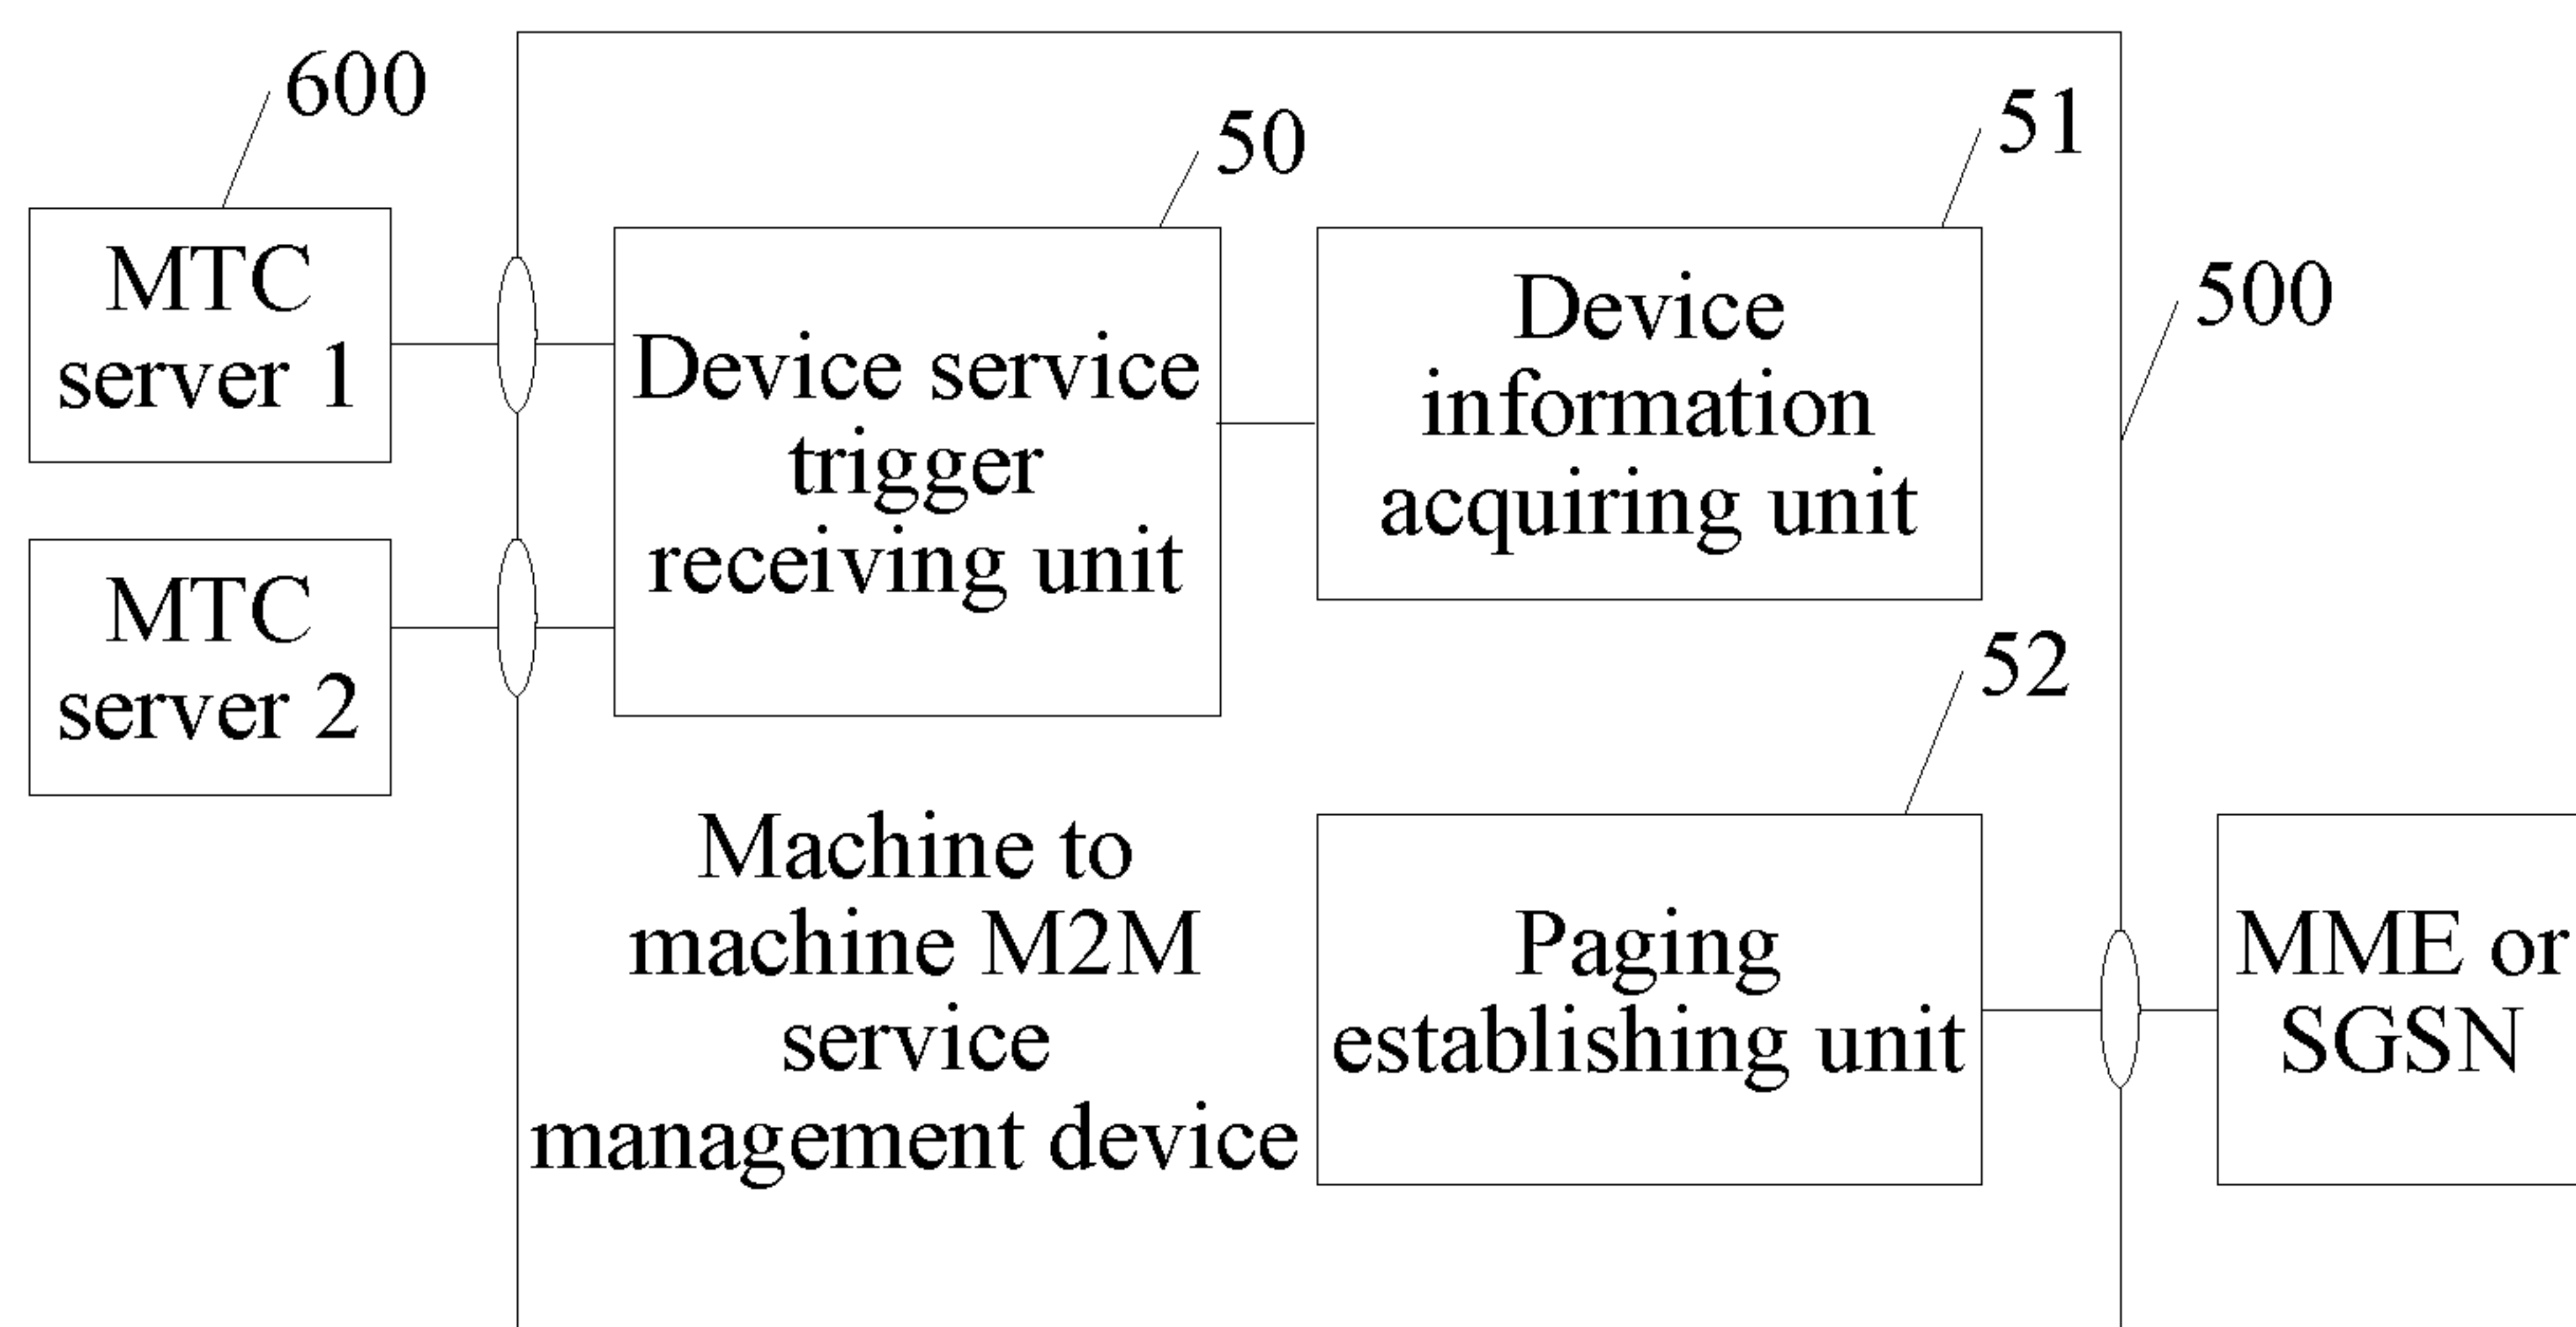 600
50
51
500
52
MTC
server 1
MTC
server 2
Device service
trigger
receiving unit
Device
information
acquiring unit
Machine to
machine M2M
service
management device
Paging
establishing unit
MME or
SGSN